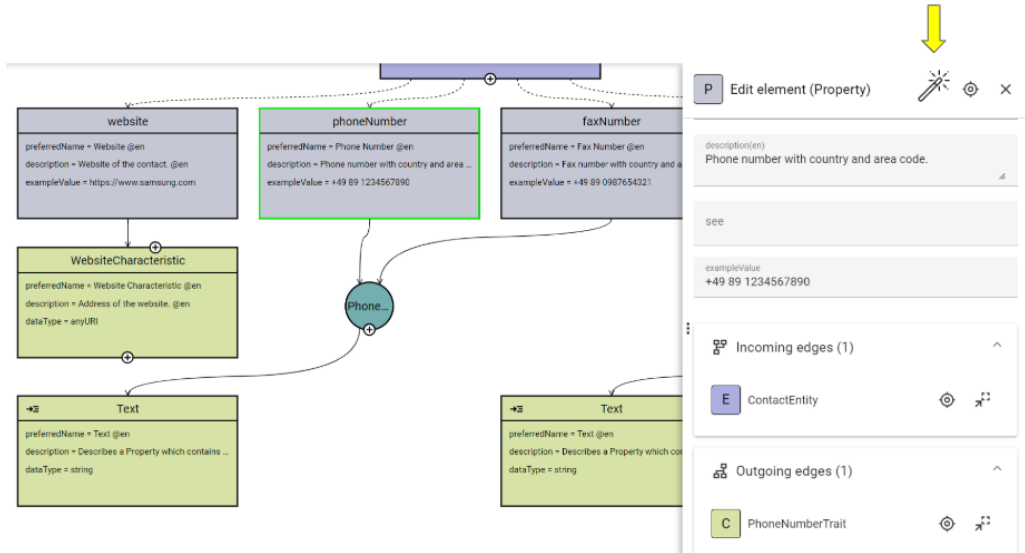 website
preferredName = Website @en
description = Website of the contact. @en
exampleValue = https://www.samsung.com
phoneNumber
preferredName = Phone Number @en
description = Phone number with country and area ...
exampleValue = +49 89 1234567890
faxNumber
preferredName = Fax Number @en
description = Fax number with country and a
exampleValue = +49 89 0987654321
WebsiteCharacteristic
preferredName = Website Characteristic @en
description = Address of the website. @en
dataType = anyURI
Phone...
Text
preferredName = Text @en
description = Describes a Property which contains ...
dataType = string
Text
preferredName = Text @en
description = Describes a Property which con
dataType = string
P Edit element (Property)
description(en)
Phone number with country and area code.
see
exampleValue
+49 89 1234567890
Incoming edges (1)
E ContactEntity
Outgoing edges (1)
C PhoneNumberTrait